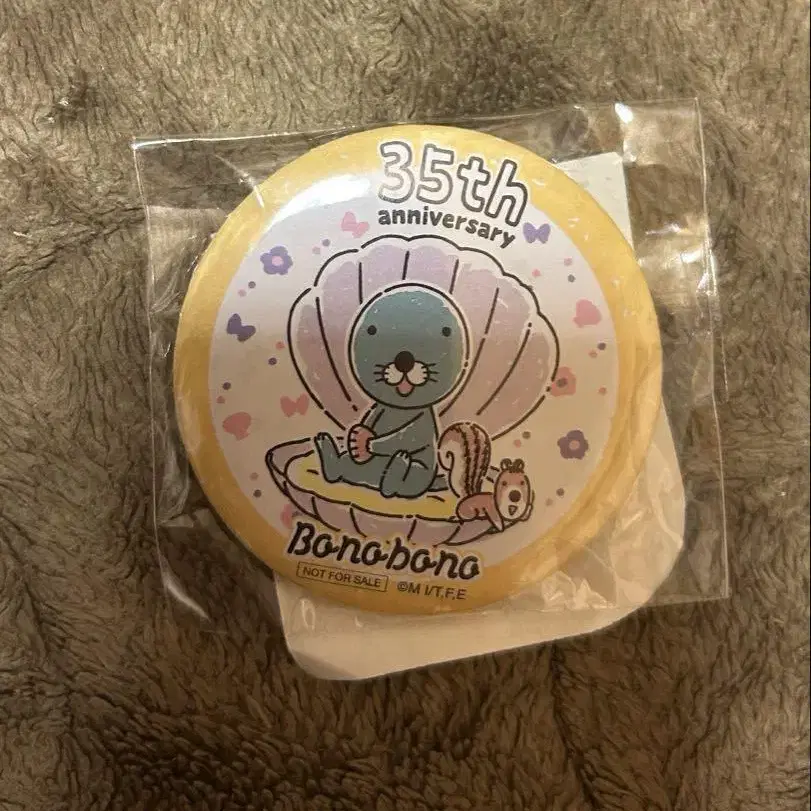 35th
anniversary
Bonobono
NOT FOR SALE ©M I/T,F,E